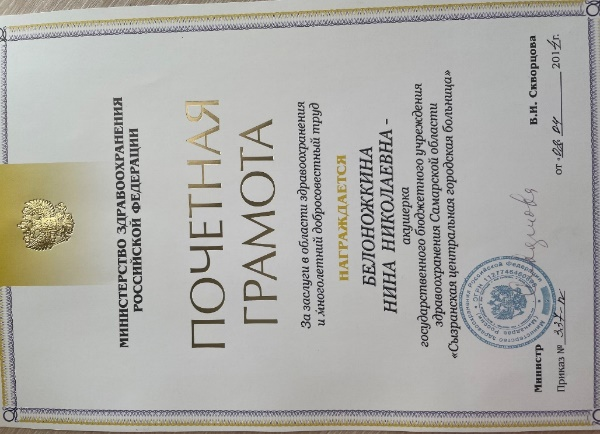 МИНИСТЕРСТВО ЗДРАВООХРАНЕНИЯ
РОССИЙСКОЙ ФЕДЕРАЦИИ
ПОЧЕТНАЯ
ГРАМОТА
За заслуги в области здравоохранения
и многолетний добросовестный труд
НАГРАЖДАЕТСЯ
БЕЛОНОЖКИНА
НИНА НИКОЛАЕВНА –
акушерка
государственного бюджетного учреждения
здравоохранения Самарской области
«Сызранская центральная городская больница»
Министр В.И. Скворцова
Приказ № от 2014г.